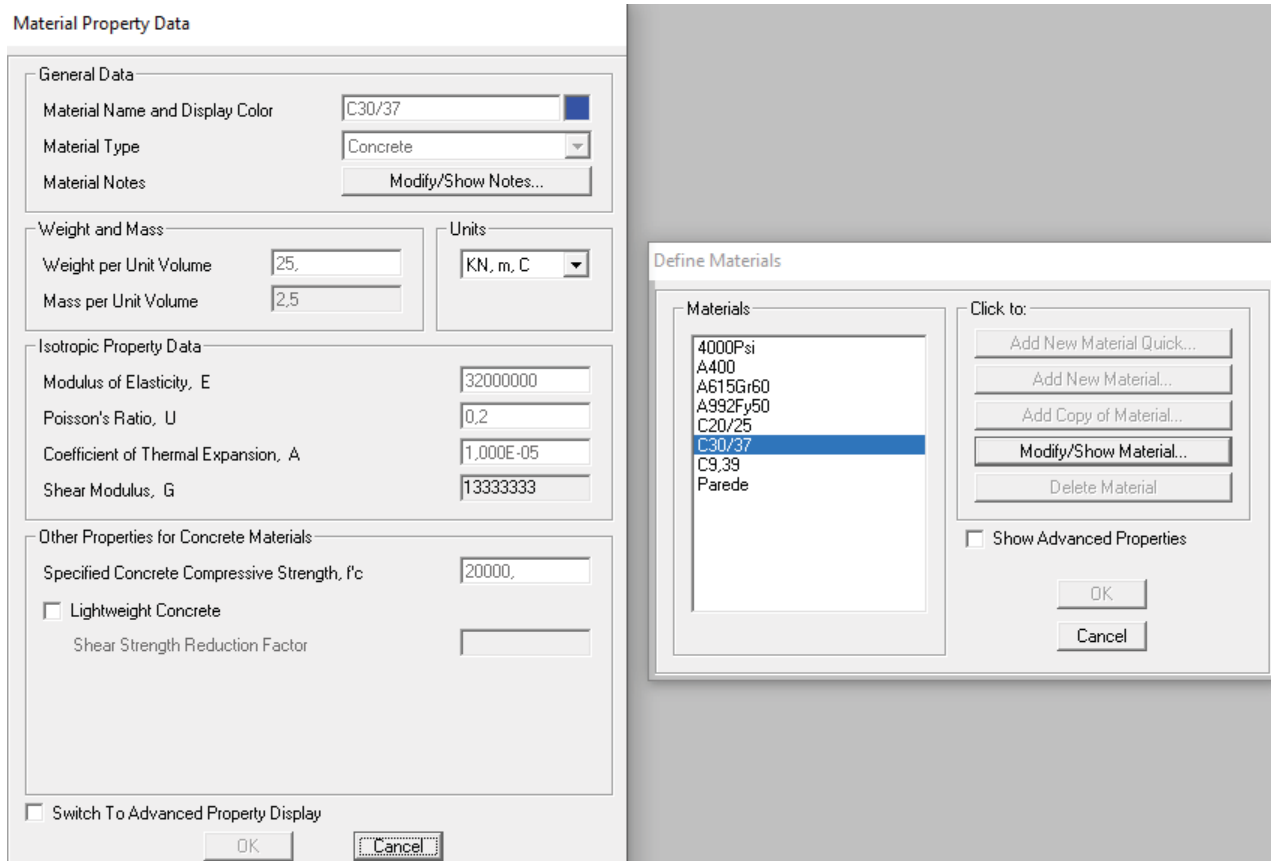 Material Property Data
General Data
Material Name and Display Color C30/37
Material Type Concrete
Material Notes Modify/Show Notes...
Weight and Mass
Weight per Unit Volume 25,
Mass per Unit Volume 2,5
Units
KN, m, C
Isotropic Property Data
Modulus of Elasticity, E 32000000
Poisson's Ratio, U 0,2
Coefficient of Thermal Expansion, A 1,000E-05
Shear Modulus, G 13333333
Other Properties for Concrete Materials
Specified Concrete Compressive Strength, f'c 20000,
Lightweight Concrete
Shear Strength Reduction Factor
Switch To Advanced Property Display
OK Cancel
Define Materials
Materials
4000Psi
A400
A615Gr60
A992Fy50
C20/25
C30/37
C9,39
Parede
Click to:
Add New Material Quick...
Add New Material...
Add Copy of Material...
Modify/Show Material...
Delete Material
Show Advanced Properties
OK
Cancel